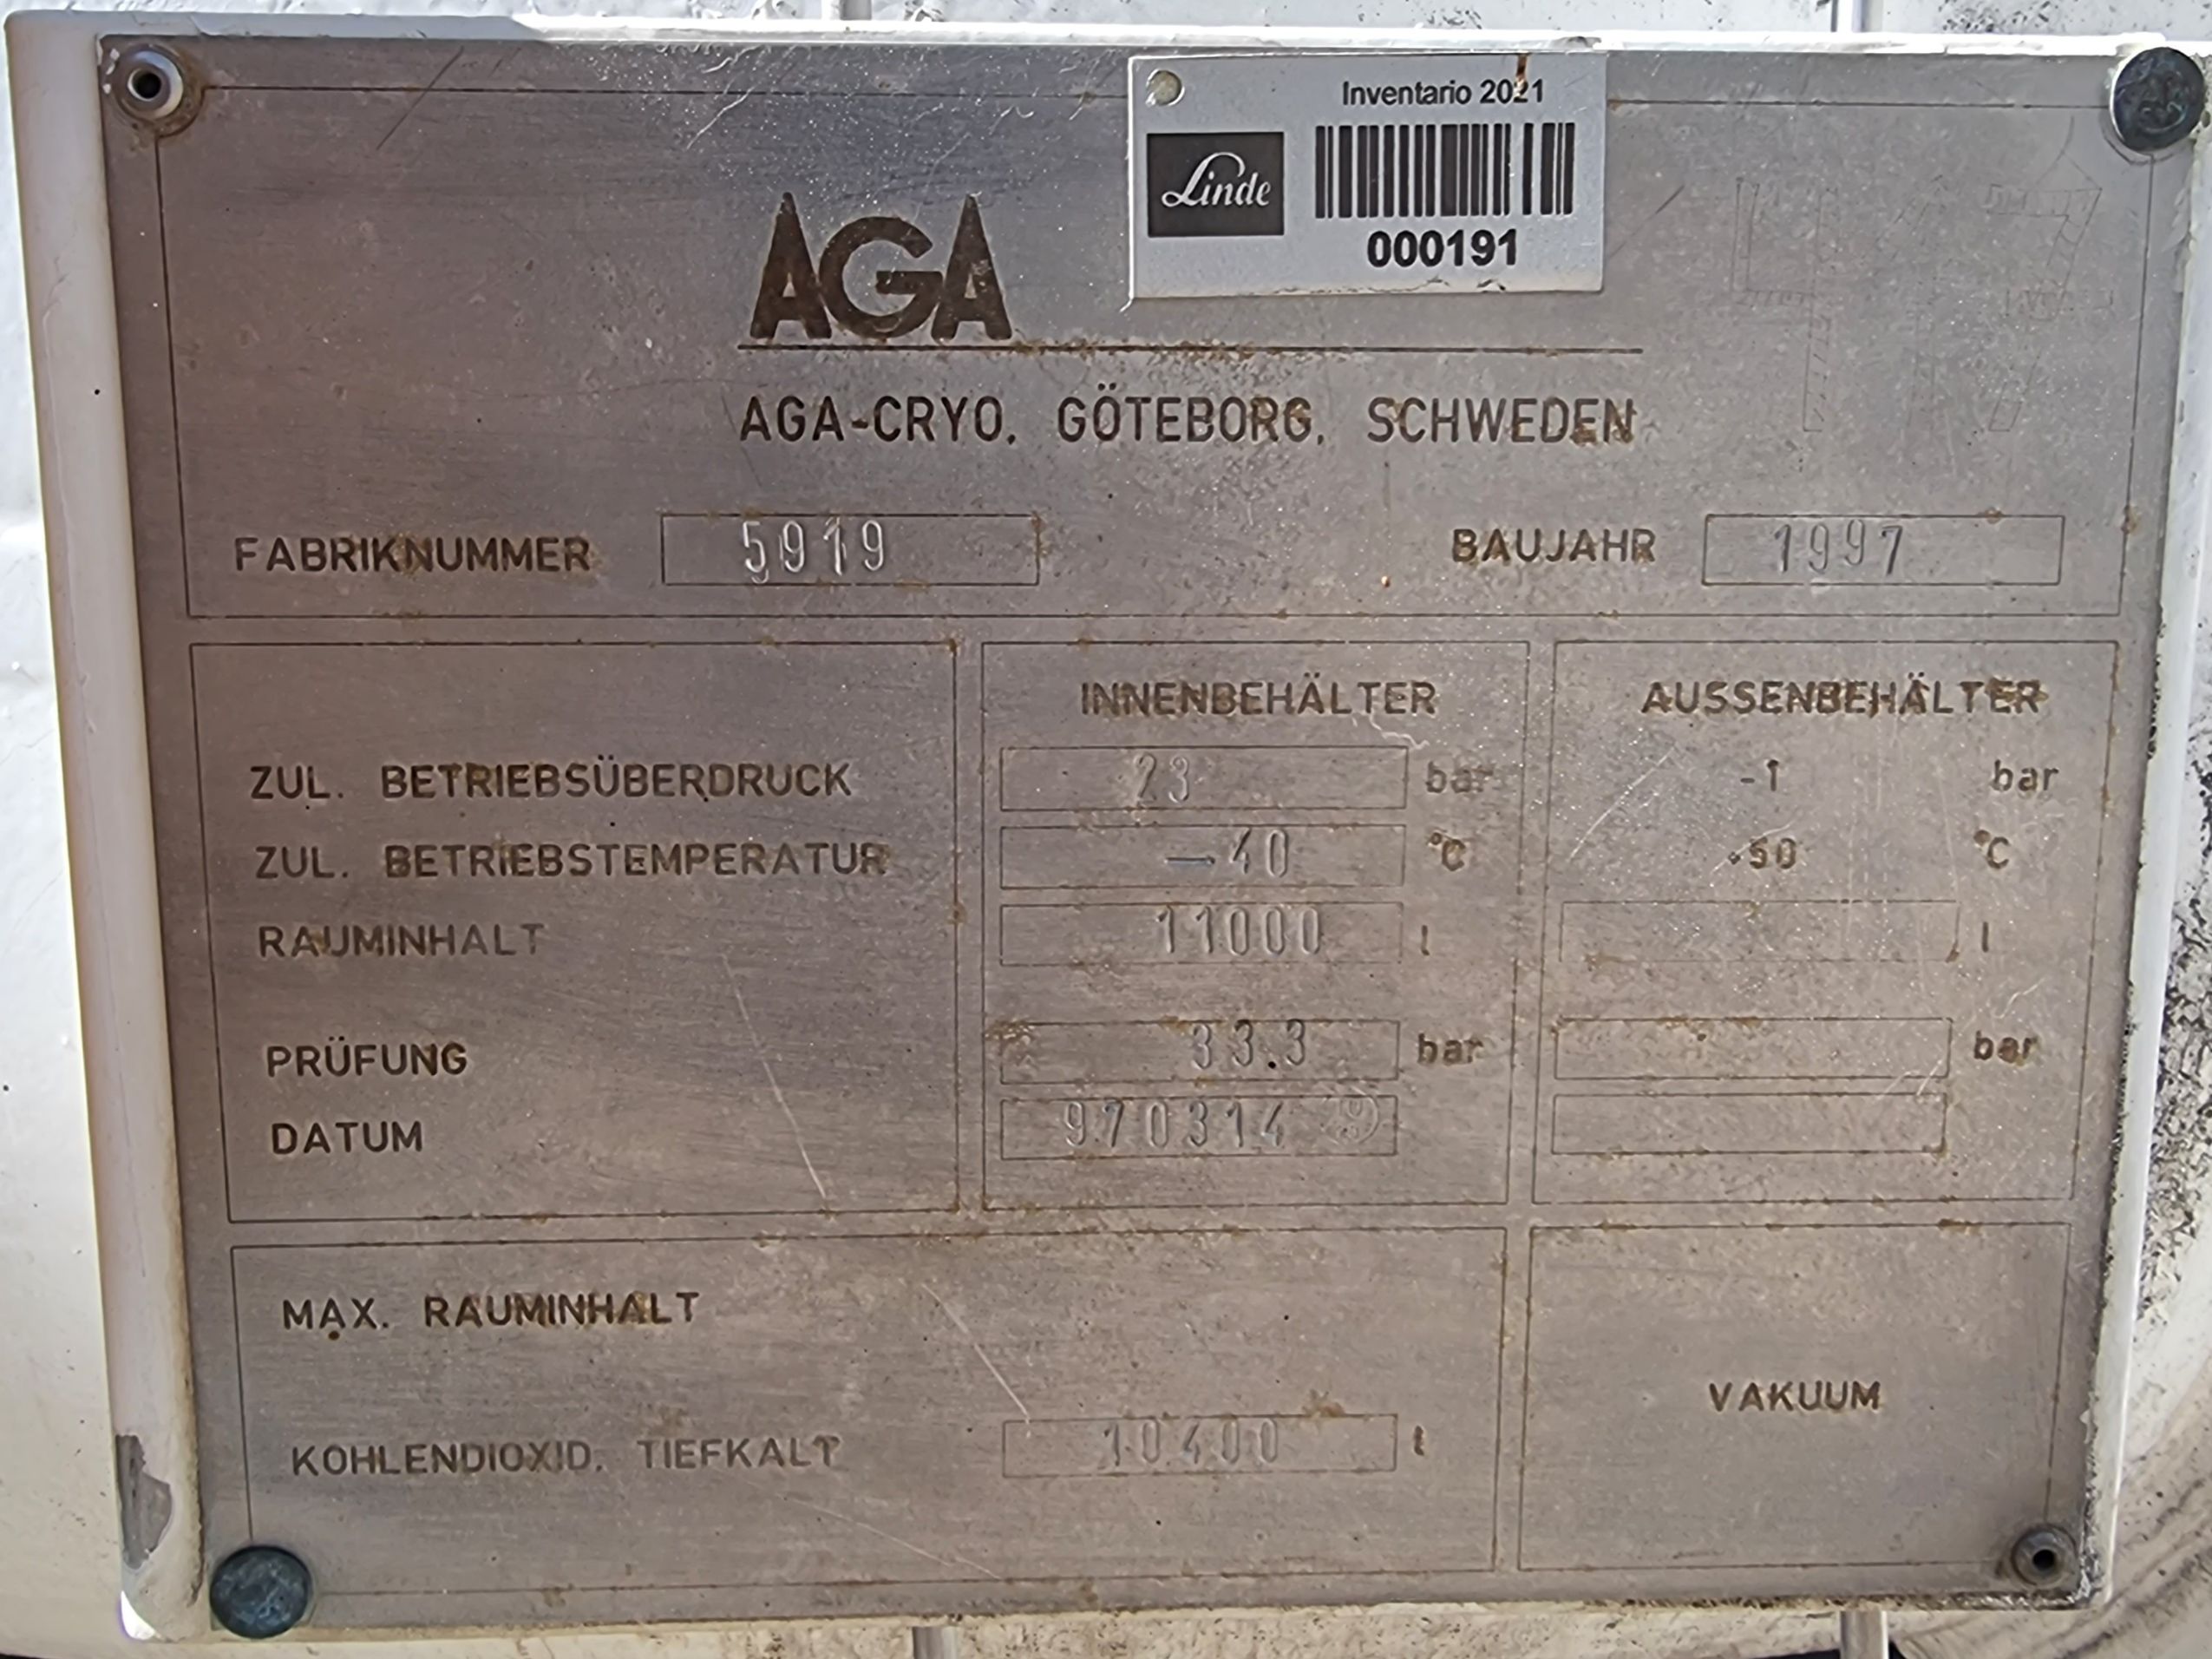 Inventario 2021
Linde
000191
AGA
AGA-CRYO, GÖTEBORG, SCHWEDEN
FABRIKNUMMER 5919 BAUJAHR 1997
INNENBEHÄLTER AUSSENBEHÄLTER
ZUL. BETRIEBSÜBERDRUCK 23 bar -1 bar
ZUL. BETRIEBSTEMPERATUR -40 °C +50 °C
RAUMINHALT 11000 l l
PRÜFUNG 33.3 bar bar
DATUM 970314
MAX. RAUMINHALT
KOHLENDIOXID, TIEFKALT 10400 l
VAKUUM